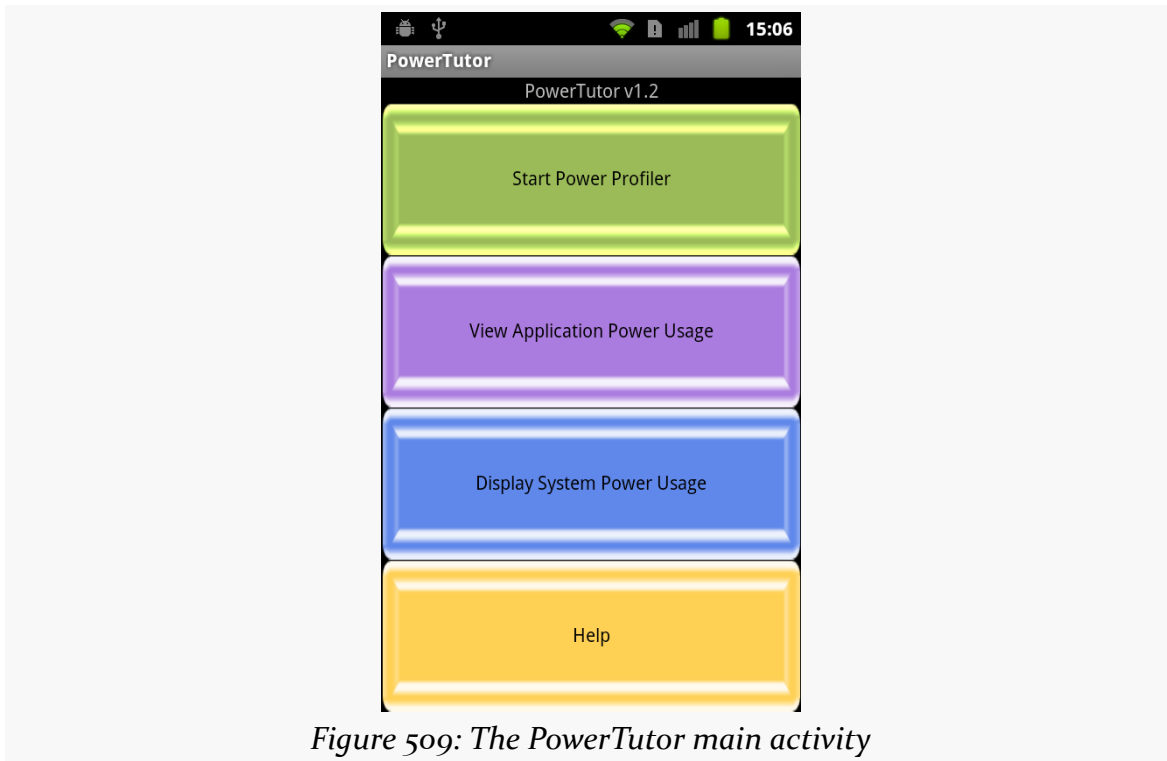 15:06
PowerTutor
PowerTutor v1.2
Start Power Profiler
View Application Power Usage
Display System Power Usage
Help
Figure 509: The PowerTutor main activity